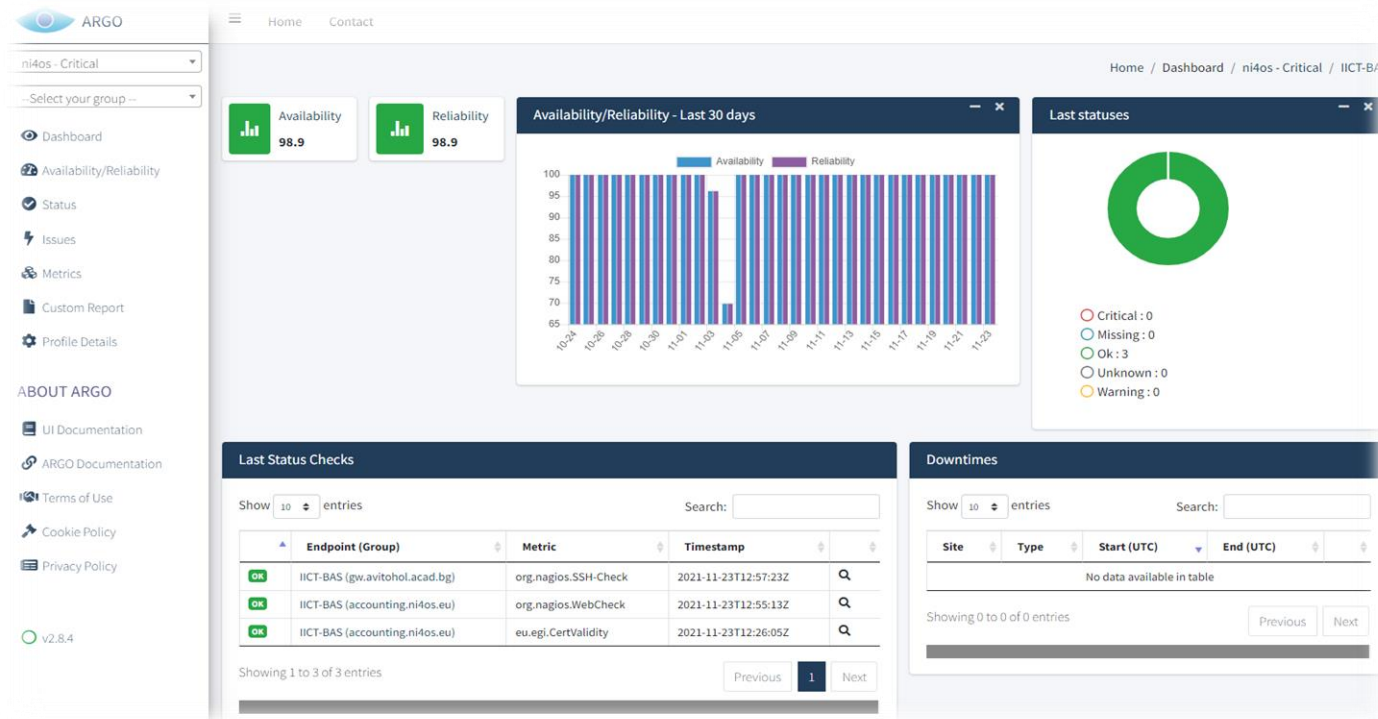 ARGO
Home Contact
ni4os - Critical
--Select your group --
Dashboard
Availability/Reliability
Status
Issues
Metrics
Custom Report
Profile Details
ABOUT ARGO
UI Documentation
ARGO Documentation
Terms of Use
Cookie Policy
Privacy Policy
v2.8.4
Home / Dashboard / ni4os - Critical / IICT-BA
Availability
98.9
Reliability
98.9
Availability/Reliability - Last 30 days
Availability Reliability
100
95
90
85
80
75
70
65
10-24 10-26 10-28 10-30 11-01 11-03 11-05 11-07 11-09 11-11 11-13 11-15 11-17 11-19 11-21 11-23
Last statuses
Critical : 0
Missing : 0
Ok : 3
Unknown : 0
Warning : 0
Last Status Checks
Show 10 entries Search:
Endpoint (Group) Metric Timestamp
OK IICT-BAS (gw.avitohol.acad.bg) org.nagios.SSH-Check 2021-11-23T12:57:23Z
OK IICT-BAS (accounting.ni4os.eu) org.nagios.WebCheck 2021-11-23T12:55:13Z
OK IICT-BAS (accounting.ni4os.eu) eu.egi.CertValidity 2021-11-23T12:26:05Z
Showing 1 to 3 of 3 entries
Previous 1 Next
Downtimes
Show 10 entries Search:
Site Type Start (UTC) End (UTC)
No data available in table
Showing 0 to 0 of 0 entries
Previous Next